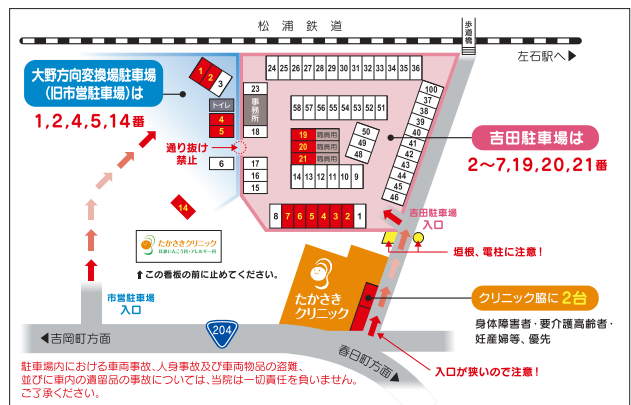 松浦鉄道
歩道橋
左石駅へ▶
大野方向変換場駐車場
(旧市営駐車場)は
1,2,4,5,14番
1
2
3
トイレ
4
5
通り抜け
禁止
6
14
23
事務所
18
17
16
15
24 25 26 27 28 29 30 31 32 33 34 35 36
58 57 56 55 54 53 52 51
19 職員用
20 職員用
21 職員用
14 13 12 11 10 9
50
49
48
8 7 6 5 4 3 2 1
100
37
38
39
40
41
42
43
44
45
46
吉田駐車場は
2～7,19,20,21番
吉田駐車場
入口
垣根、電柱に注意!
たかさきクリニック
耳鼻いんこう科・アレルギー科
⬆この看板の前に止めてください。
市営駐車場
入口
たかさき
クリニック
クリニック脇に2台
身体障害者・要介護高齢者・
妊産婦等、優先
◀吉岡町方面
204
春日町方面▶
入口が狭いので注意!
駐車場内における車両事故、人身事故及び車両物品の盗難、
並びに車内の遺留品の事故については、当院は一切責任を負いません。
ご了承ください。